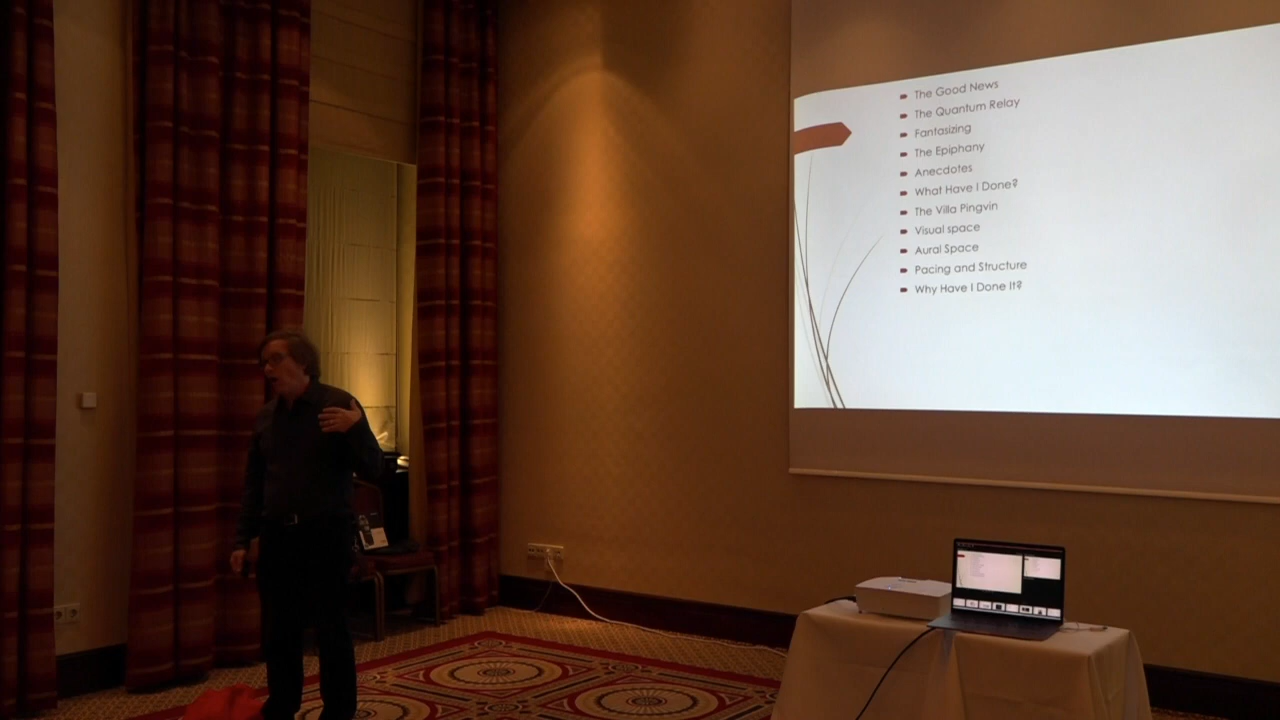 The Good News
The Quantum Relay
Fantasizing
The Epiphany
Anecdotes
What Have I Done?
The Villa Pingvin
Visual space
Aural Space
Pacing and Structure
Why Have I Done It?